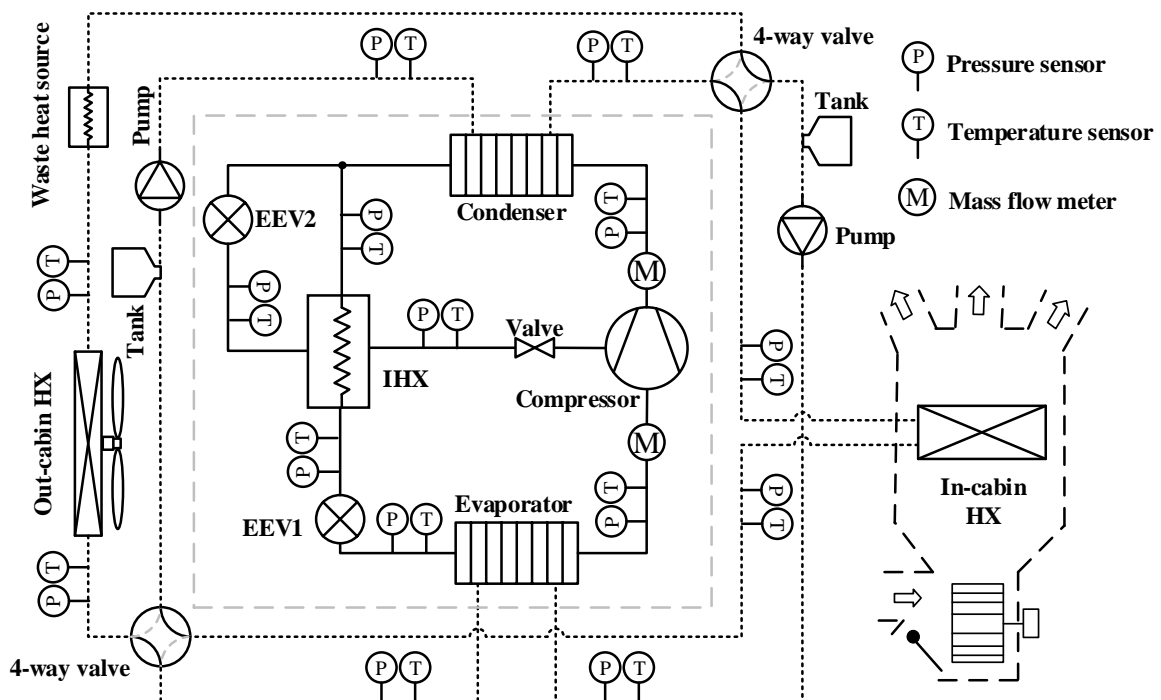 P T
P T
4-way valve
P Pressure sensor
Waste heat source
Pump
Tank
T Temperature sensor
Condenser
T
P
EEV2
P
T
M Mass flow meter
Pump
T
P
M
P
T
Tank
P T
Valve
IHX
Compressor
P
T
Out-cabin HX
T
P
M
In-cabin
HX
Evaporator
T
P
P
T
EEV1
P T
T
P
4-way valve
P T
P T